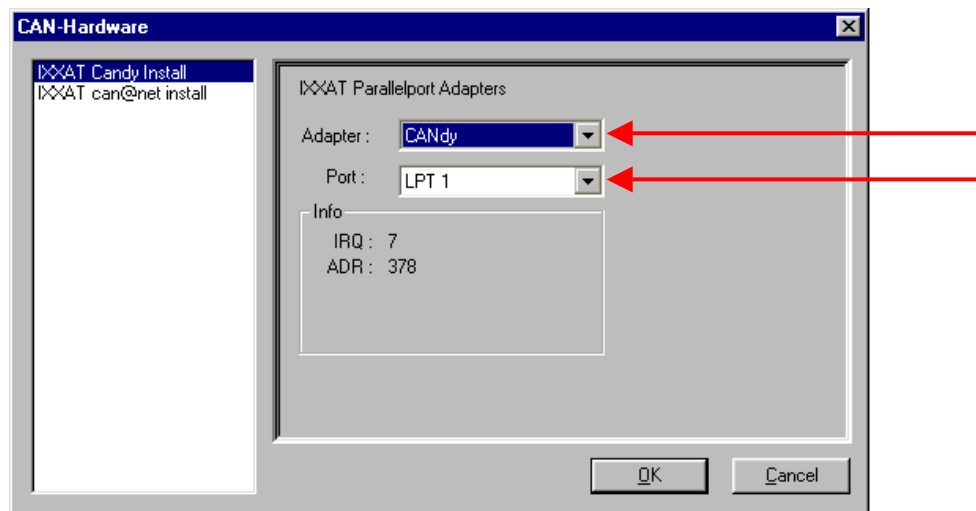 CAN-Hardware
IXXAT Candy Install
IXXAT can@net install
IXXAT Parallelport Adapters
Adapter : CANdy
Port : LPT 1
Info
IRQ : 7
ADR : 378
OK
Cancel